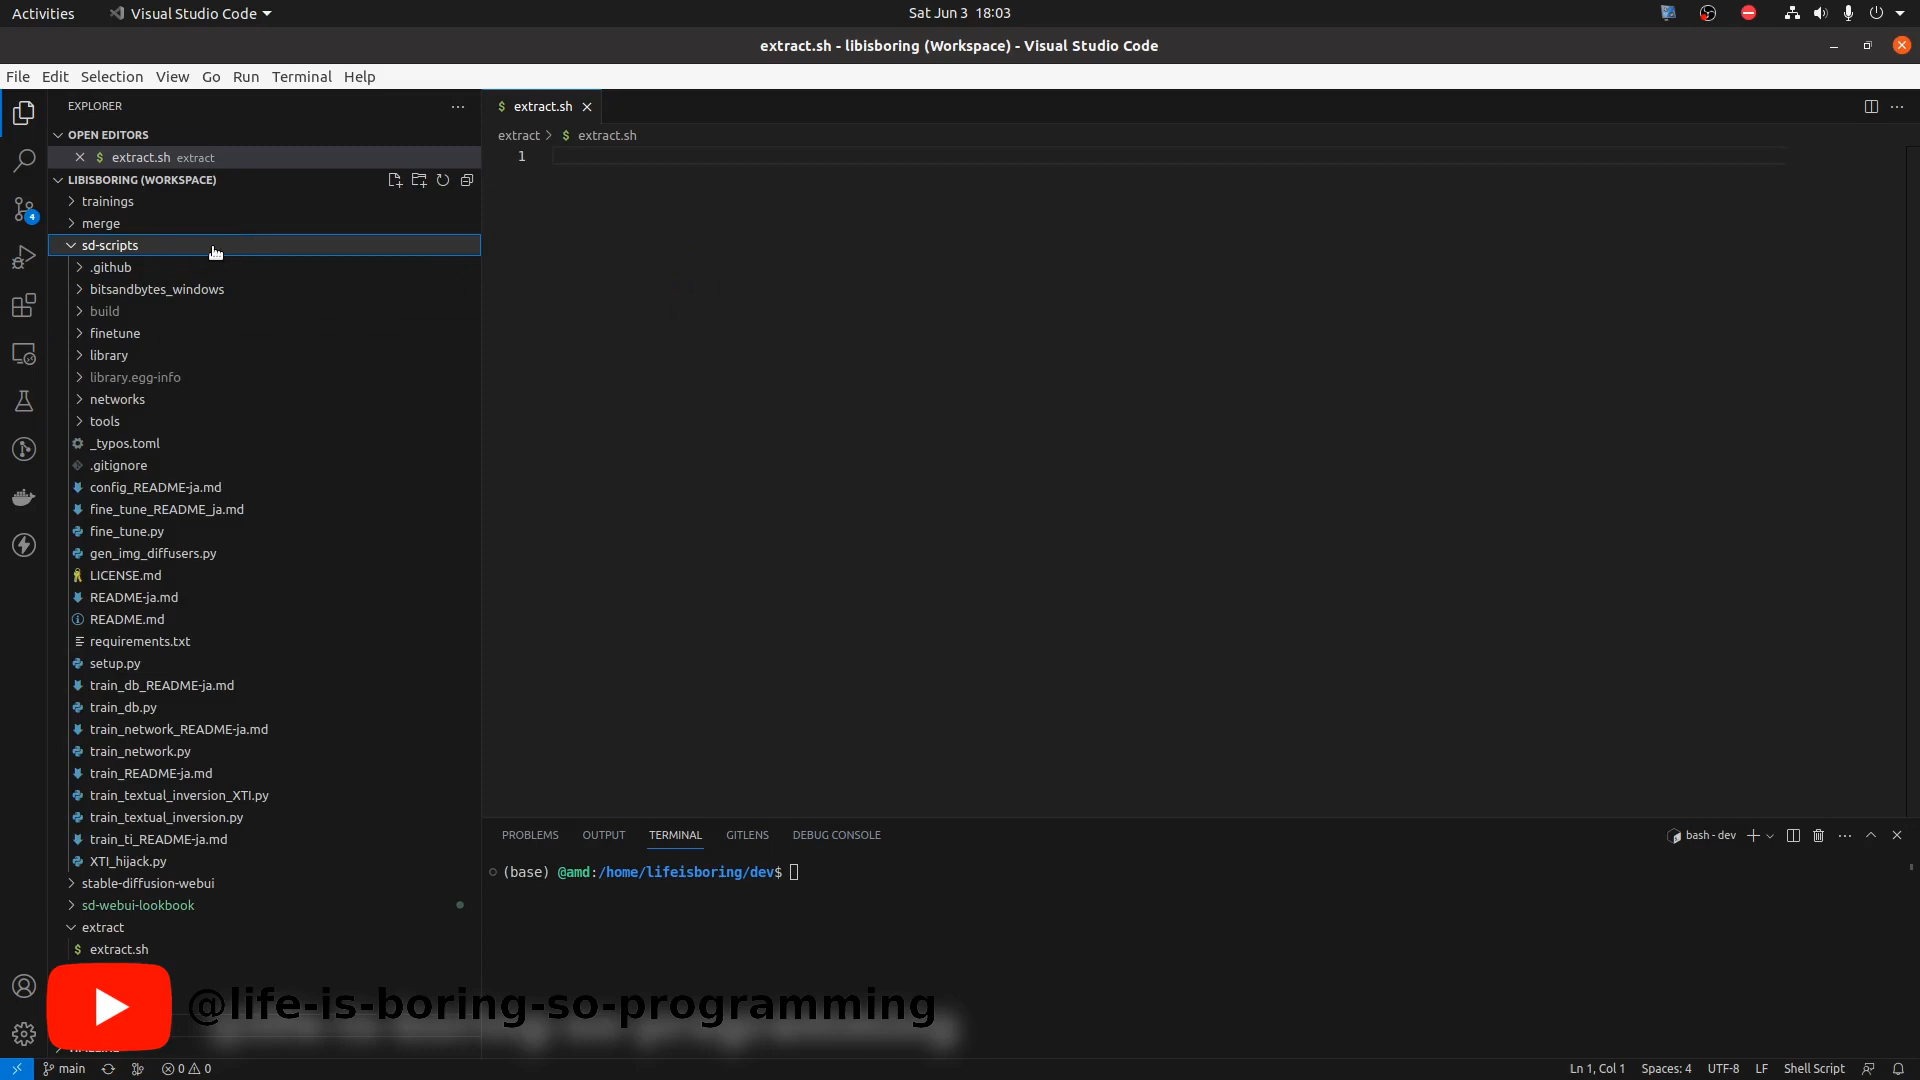 Activities
Visual Studio Code
Sat Jun 3 18:03
extract.sh - libisboring (Workspace) - Visual Studio Code
File Edit Selection View Go Run Terminal Help
EXPLORER
OPEN EDITORS
$ extract.sh extract
LIBISBORING (WORKSPACE)
trainings
merge
sd-scripts
.github
bitsandbytes_windows
build
finetune
library
library.egg-info
networks
tools
_typos.toml
.gitignore
config_README-ja.md
fine_tune_README_ja.md
fine_tune.py
gen_img_diffusers.py
LICENSE.md
README-ja.md
README.md
requirements.txt
setup.py
train_db_README-ja.md
train_db.py
train_network_README-ja.md
train_network.py
train_README-ja.md
train_textual_inversion_XTI.py
train_textual_inversion.py
train_ti_README-ja.md
XTI_hijack.py
stable-diffusion-webui
sd-webui-lookbook
extract
$ extract.sh
4
$ extract.sh
extract > $ extract.sh
1
PROBLEMS OUTPUT TERMINAL GITLENS DEBUG CONSOLE
bash - dev
(base) @amd:/home/lifeisboring/dev$
@life-is-boring-so-programming
main
0 0
Ln 1, Col 1 Spaces: 4 UTF-8 LF Shell Script